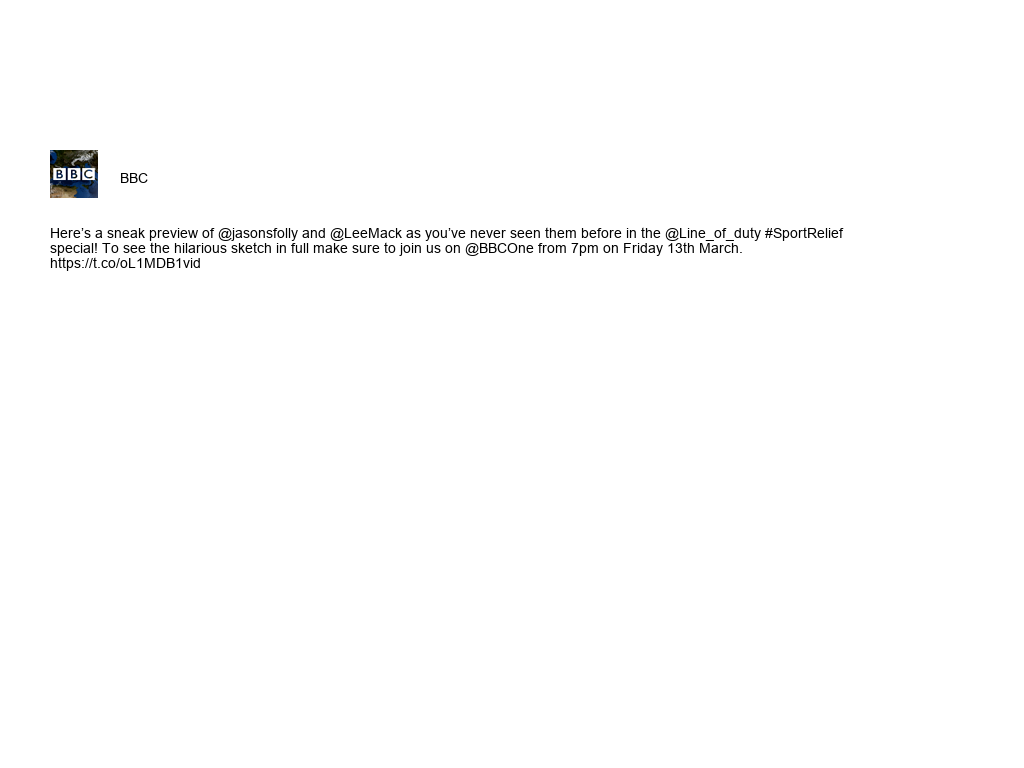 BBC
BBC
Here’s a sneak preview of @jasonsfolly and @LeeMack as you’ve never seen them before in the @Line_of_duty #SportRelief
special! To see the hilarious sketch in full make sure to join us on @BBCOne from 7pm on Friday 13th March.
https://t.co/oL1MDB1vid